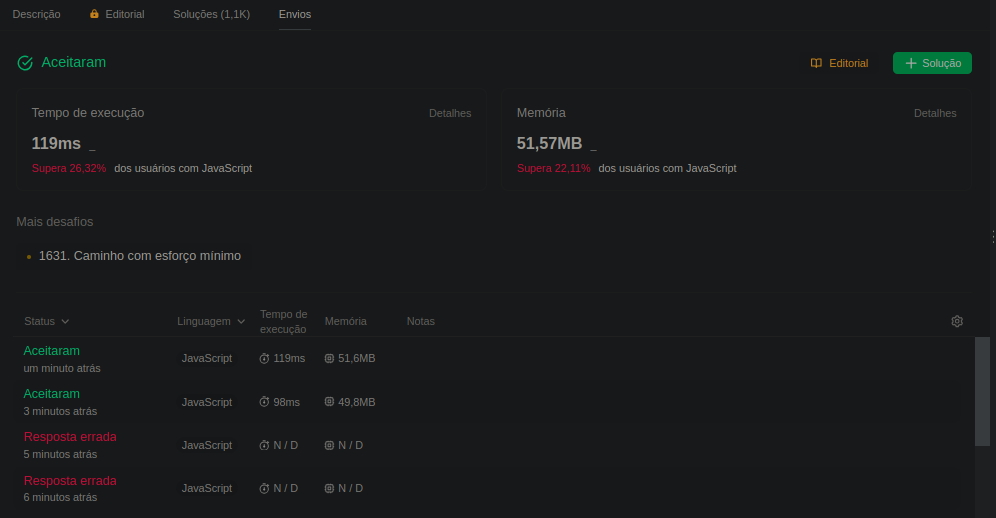 Descrição Editorial Soluções (1,1K) Envios
Aceitaram Editorial Solução
Tempo de execução Detalhes
119ms _
Supera 26,32% dos usuários com JavaScript
Memória Detalhes
51,57MB _
Supera 22,11% dos usuários com JavaScript
Mais desafios
1631. Caminho com esforço mínimo
Status Linguagem Tempo de execução Memória Notas
Aceitaram JavaScript 119ms 51,6MB
um minuto atrás
Aceitaram JavaScript 98ms 49,8MB
3 minutos atrás
Resposta errada JavaScript N / D N / D
5 minutos atrás
Resposta errada JavaScript N / D N / D
6 minutos atrás